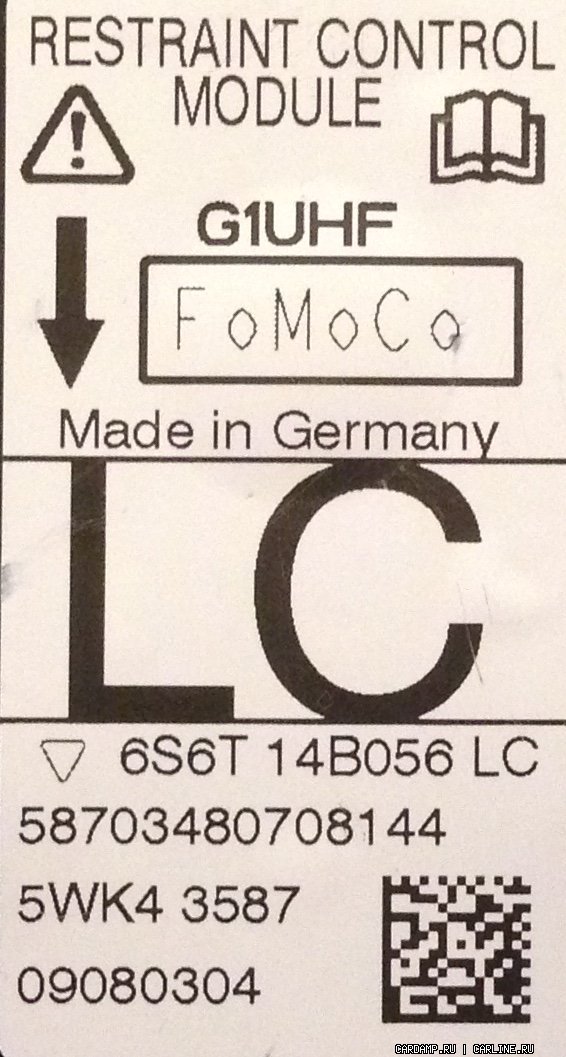 RESTRAINT CONTROL
MODULE
G1UHF
FoMoCo
Made in Germany
LC
6S6T 14B056 LC
58703480708144
5WK4 3587
09080304
CARDAMP.RU | CARLINE.RU